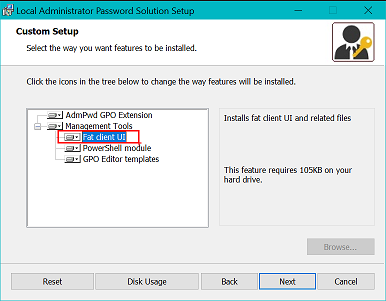 Local Administrator Password Solution Setup
Custom Setup
Select the way you want features to be installed.
Click the icons in the tree below to change the way features will be installed.
AdmPwd GPO Extension
Management Tools
Fat client UI
PowerShell module
GPO Editor templates
Installs fat client UI and related files
This feature requires 105KB on your
hard drive.
Browse...
Reset
Disk Usage
Back
Next
Cancel